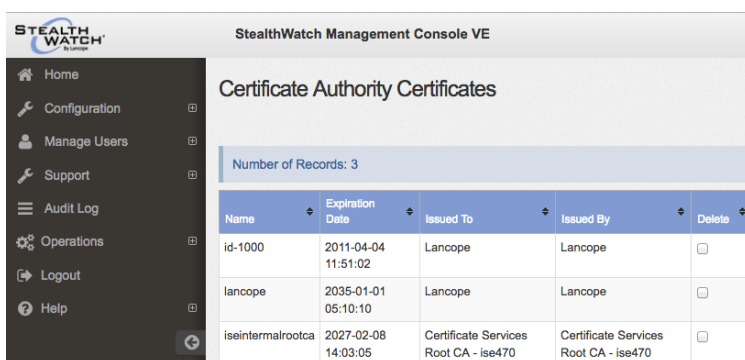 STEALTH
WATCH
By Lancope
StealthWatch Management Console VE
Home
Configuration
Manage Users
Support
Audit Log
Operations
Logout
Help
Certificate Authority Certificates
Number of Records: 3
Name Expiration Date Issued To Issued By Delete
id-1000 2011-04-04 11:51:02 Lancope Lancope
lancope 2035-01-01 05:10:10 Lancope Lancope
iseinternalrootca 2027-02-08 14:03:05 Certificate Services Root CA - ise470 Certificate Services Root CA - ise470